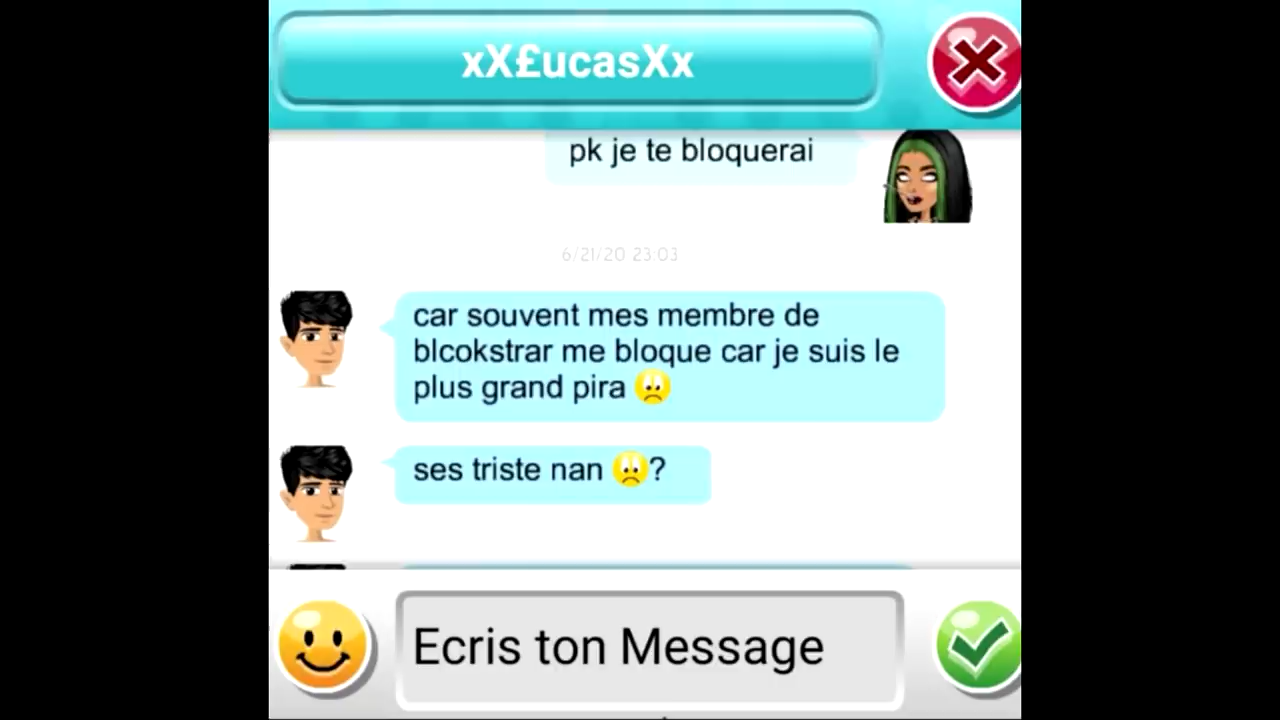 xX£ucasXx
pk je te bloquerai
6/21/20 23:03
car souvent mes membre de
blcokstrar me bloque car je suis le
plus grand pira
ses triste nan ?
Ecris ton Message